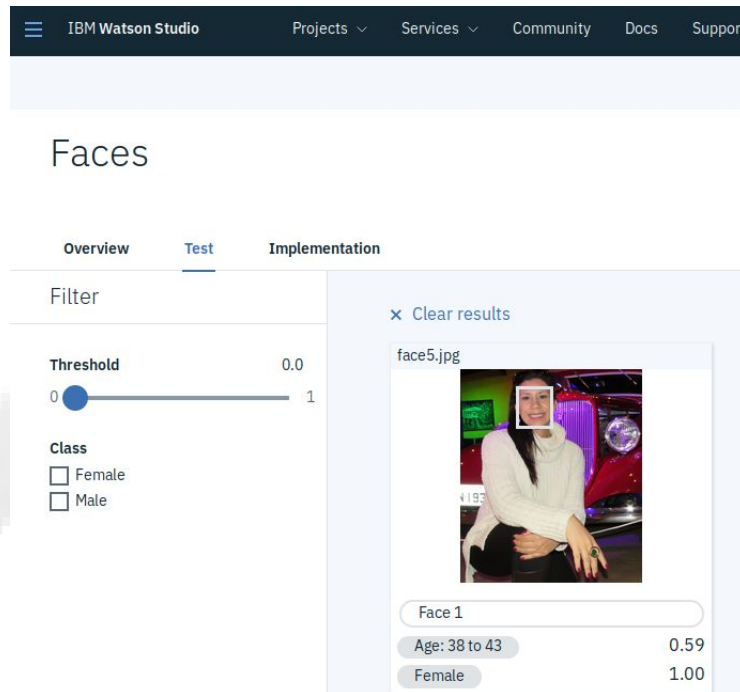 IBM Watson Studio Projects Services Community Docs Suppor
Faces
Overview Test Implementation
Filter
× Clear results
face5.jpg
Threshold 0.0
0 1
Class
Female
Male
Face 1
Age: 38 to 43 0.59
Female 1.00